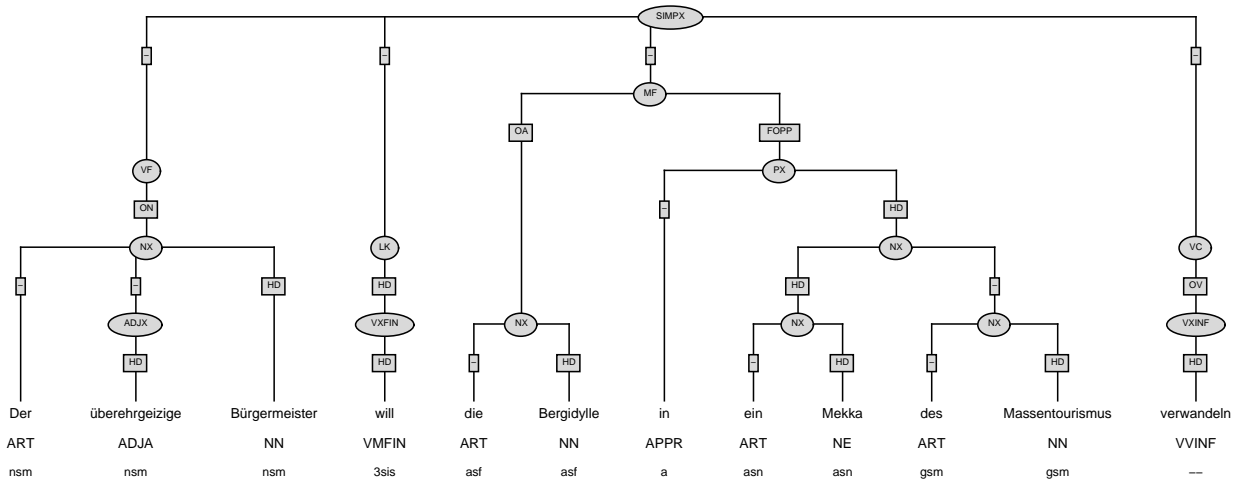 SIMPX
– – – –
MF
OA FOPP
VF PX
ON – HD
NX LK NX VC
– – HD HD HD – OV
ADJX VXFIN NX NX NX VXINF
HD HD – HD – HD – HD HD
Der überehrgeizige Bürgermeister will die Bergidylle in ein Mekka des Massentourismus verwandeln
ART ADJA NN VMFIN ART NN APPR ART NE ART NN VVINF
nsm nsm nsm 3sis asf asf a asn asn gsm gsm ––